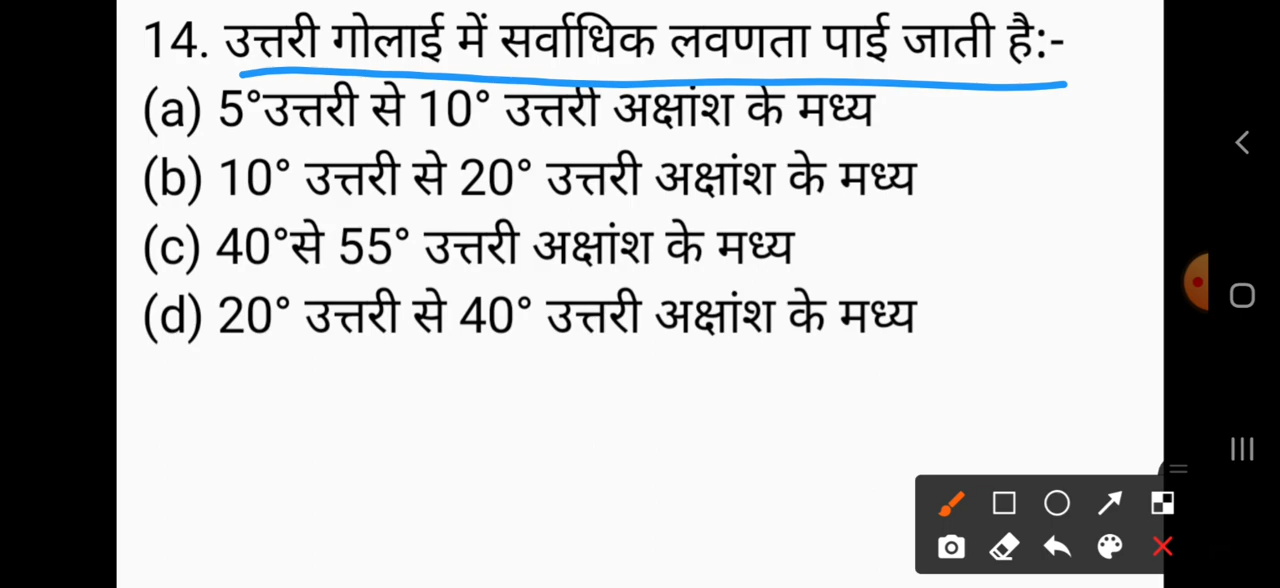 14. उत्तरी गोलाई में सर्वाधिक लवणता पाई जाती है:-
(a) 5°उत्तरी से 10° उत्तरी अक्षांश के मध्य
(b) 10° उत्तरी से 20° उत्तरी अक्षांश के मध्य
(c) 40°से 55° उत्तरी अक्षांश के मध्य
(d) 20° उत्तरी से 40° उत्तरी अक्षांश के मध्य